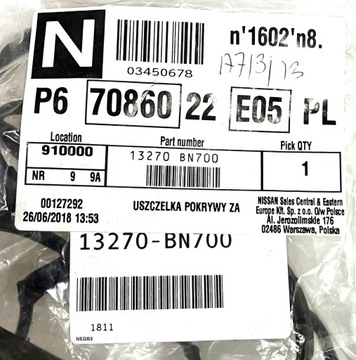 N
03450678
n'1602'n8.
A7/3/13
P6 70860 22 E05 PL
Location Part number Pick QTY
910000 13270 BN700 1
NR 9 9A
00127292
26/06/2018 13:53
USZCZELKA POKRYWY ZA
NISSAN Sales Central & Eastern
Europe Kft. Sp. z o.o. O/w Polsce
Al. Jerozolimskie 176
02486 Warszawa, Polska
13270-BN700
1811
NEGB2